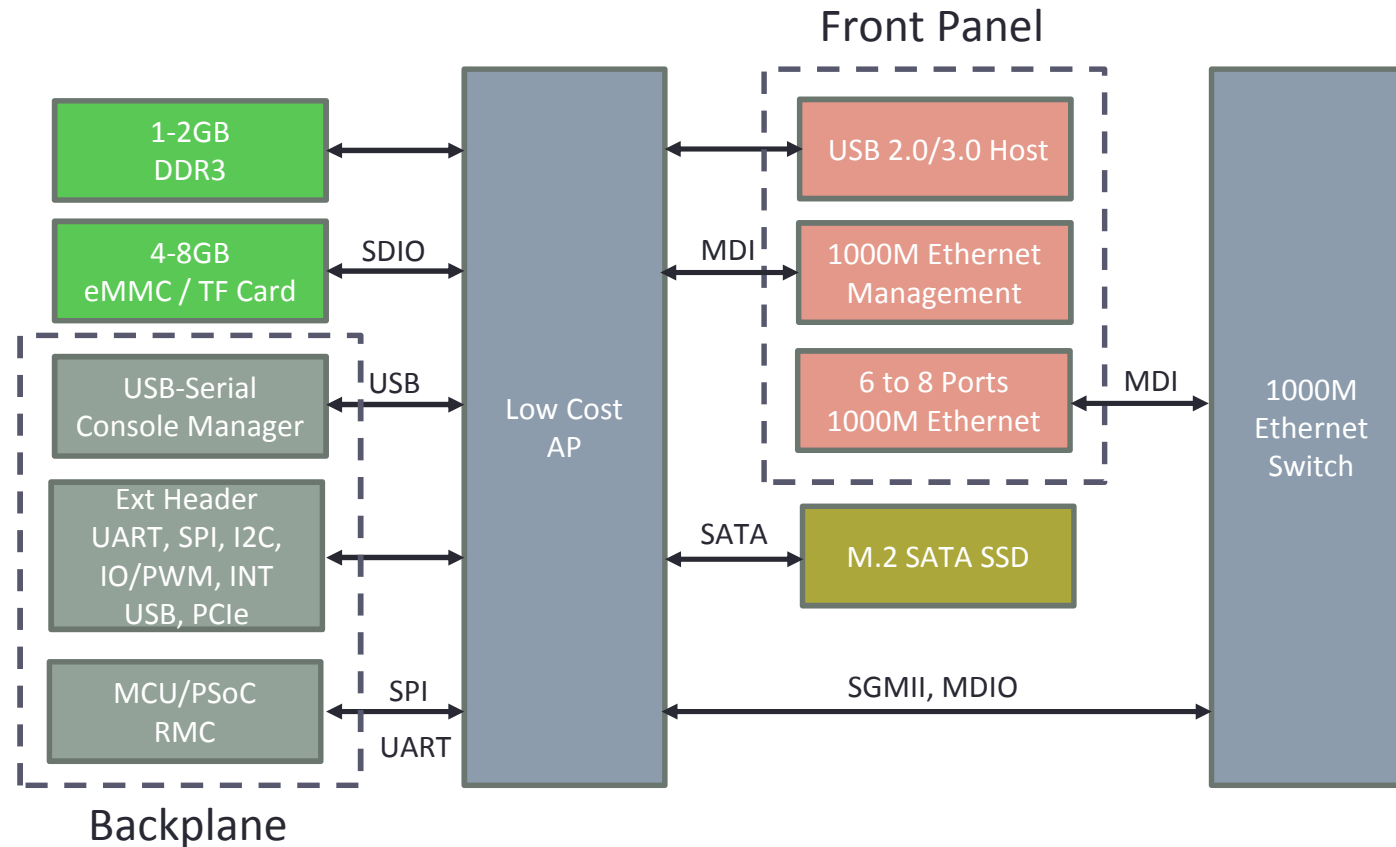 Front Panel
1-2GB
DDR3
4-8GB
eMMC / TF Card
SDIO
USB-Serial
Console Manager
USB
Ext Header
UART, SPI, I2C,
IO/PWM, INT
USB, PCIe
MCU/PSoC
RMC
SPI
UART
Backplane
Low Cost
AP
USB 2.0/3.0 Host
MDI
1000M Ethernet
Management
6 to 8 Ports
1000M Ethernet
MDI
SATA
M.2 SATA SSD
SGMII, MDIO
1000M
Ethernet
Switch